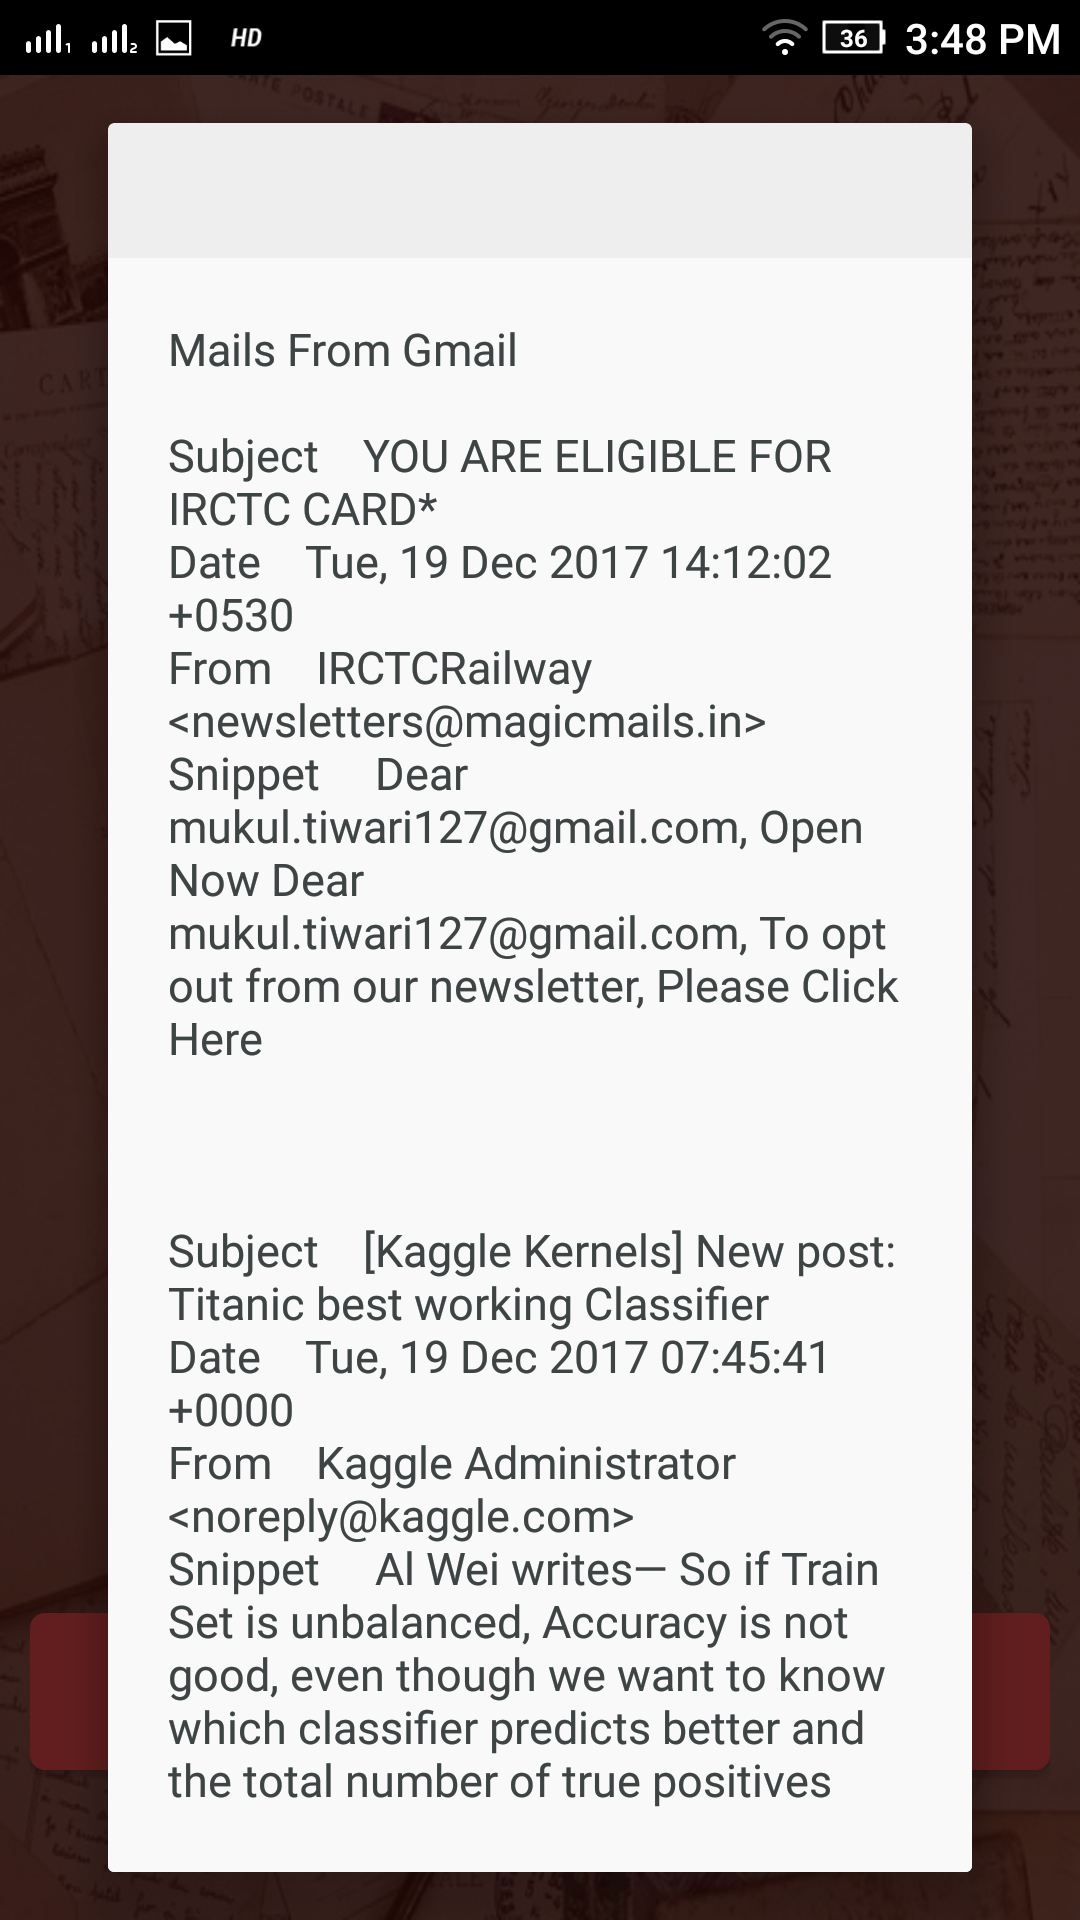 HD 36 3:48 PM
Mails From Gmail
Subject YOU ARE ELIGIBLE FOR
IRCTC CARD*
Date Tue, 19 Dec 2017 14:12:02
+0530
From IRCTCRailway
<newsletters@magicmails.in>
Snippet Dear
mukul.tiwari127@gmail.com, Open
Now Dear
mukul.tiwari127@gmail.com, To opt
out from our newsletter, Please Click
Here
Subject [Kaggle Kernels] New post:
Titanic best working Classifier
Date Tue, 19 Dec 2017 07:45:41
+0000
From Kaggle Administrator
<noreply@kaggle.com>
Snippet Al Wei writes— So if Train
Set is unbalanced, Accuracy is not
good, even though we want to know
which classifier predicts better and
the total number of true positives